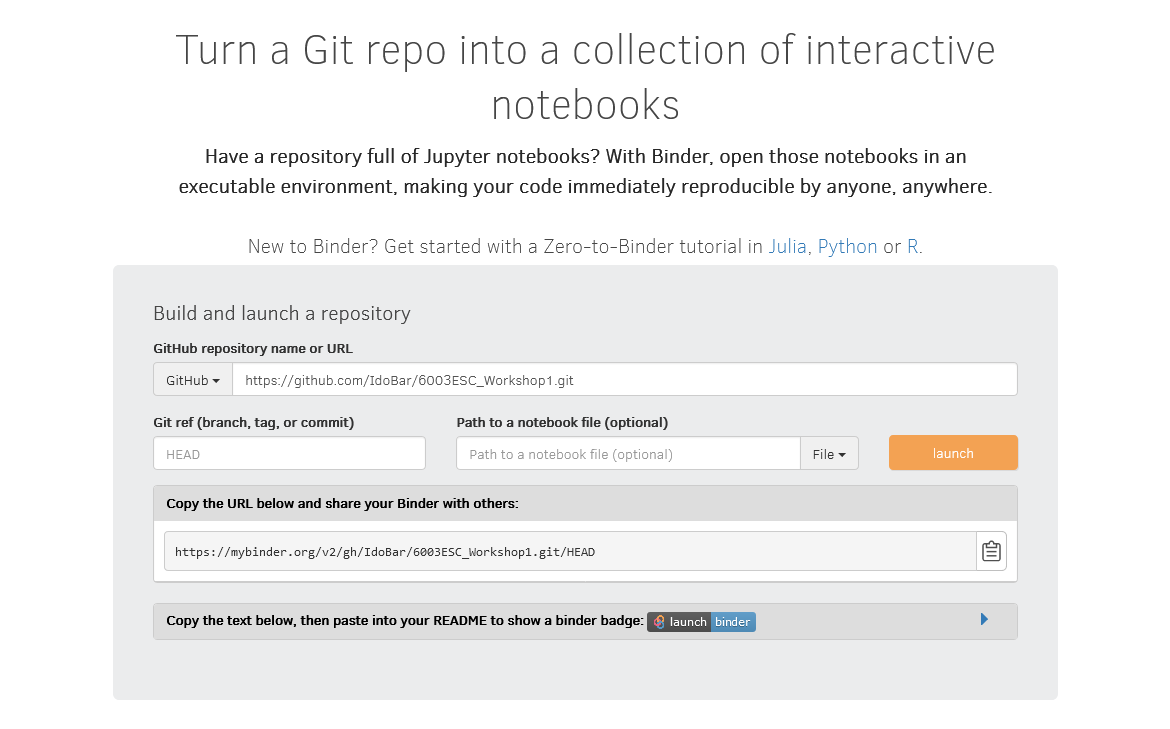 Turn a Git repo into a collection of interactive
notebooks
Have a repository full of Jupyter notebooks? With Binder, open those notebooks in an
executable environment, making your code immediately reproducible by anyone, anywhere.
New to Binder? Get started with a Zero-to-Binder tutorial in Julia, Python or R.
Build and launch a repository
GitHub repository name or URL
GitHub https://github.com/IdoBar/6003ESC_Workshop1.git
Git ref (branch, tag, or commit) Path to a notebook file (optional)
HEAD Path to a notebook file (optional) File launch
Copy the URL below and share your Binder with others:
https://mybinder.org/v2/gh/IdoBar/6003ESC_Workshop1.git/HEAD
Copy the text below, then paste into your README to show a binder badge: launch binder